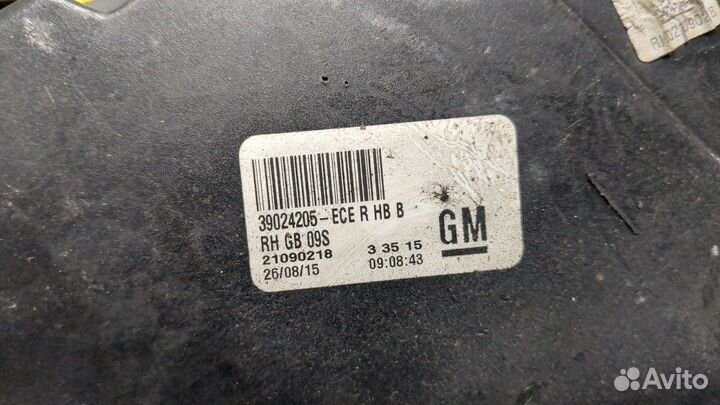 39024205-ECE R HB B
RH GB 09S
21090218 3 35 15
26/08/15 09:08:43
GM
Avito